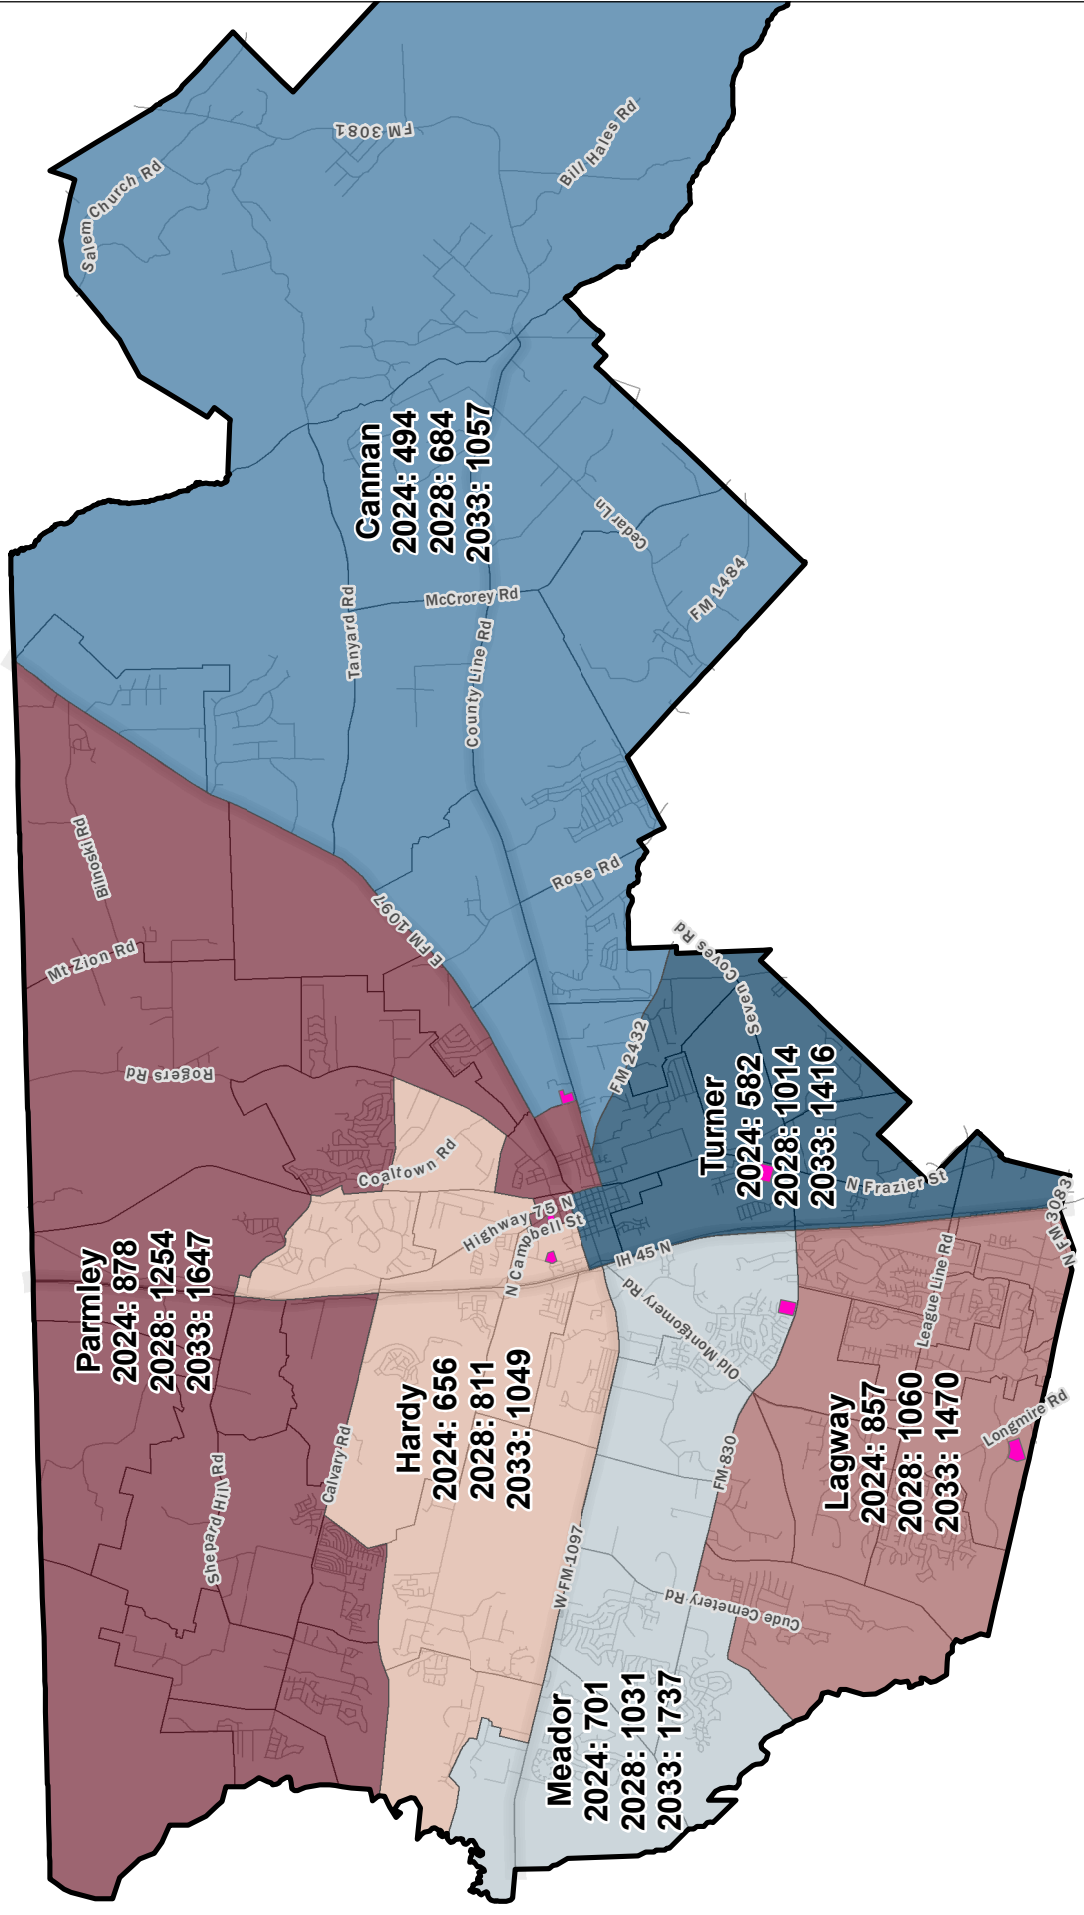 Parmley
2024: 878
2028: 1254
2033: 1647
Hardy
2024: 656
2028: 811
2033: 1049
Meador
2024: 701
2028: 1031
2033: 1737
Lagway
2024: 857
2028: 1060
2033: 1470
Turner
2024: 582
2028: 1014
2033: 1416
Cannan
2024: 494
2028: 684
2033: 1057
Shepard Hill Rd
Calvary Rd
W FM 1097
Cude Cemetery Rd
FM 830
Old Montgomery Rd
Longmire Rd
League Line Rd
N FM 3083
IH 45 N
N Campbell St
Highway 75 N
N Frazier St
Coaltown Rd
Rogers Rd
Mt Zion Rd
Bilnoski Rd
E FM 1097
FM 2432
Seven Coves Rd
Rose Rd
County Line Rd
Tanyard Rd
McCrorey Rd
Cedar Ln
FM 1484
Bill Hales Rd
FM 3081
Salem Church Rd